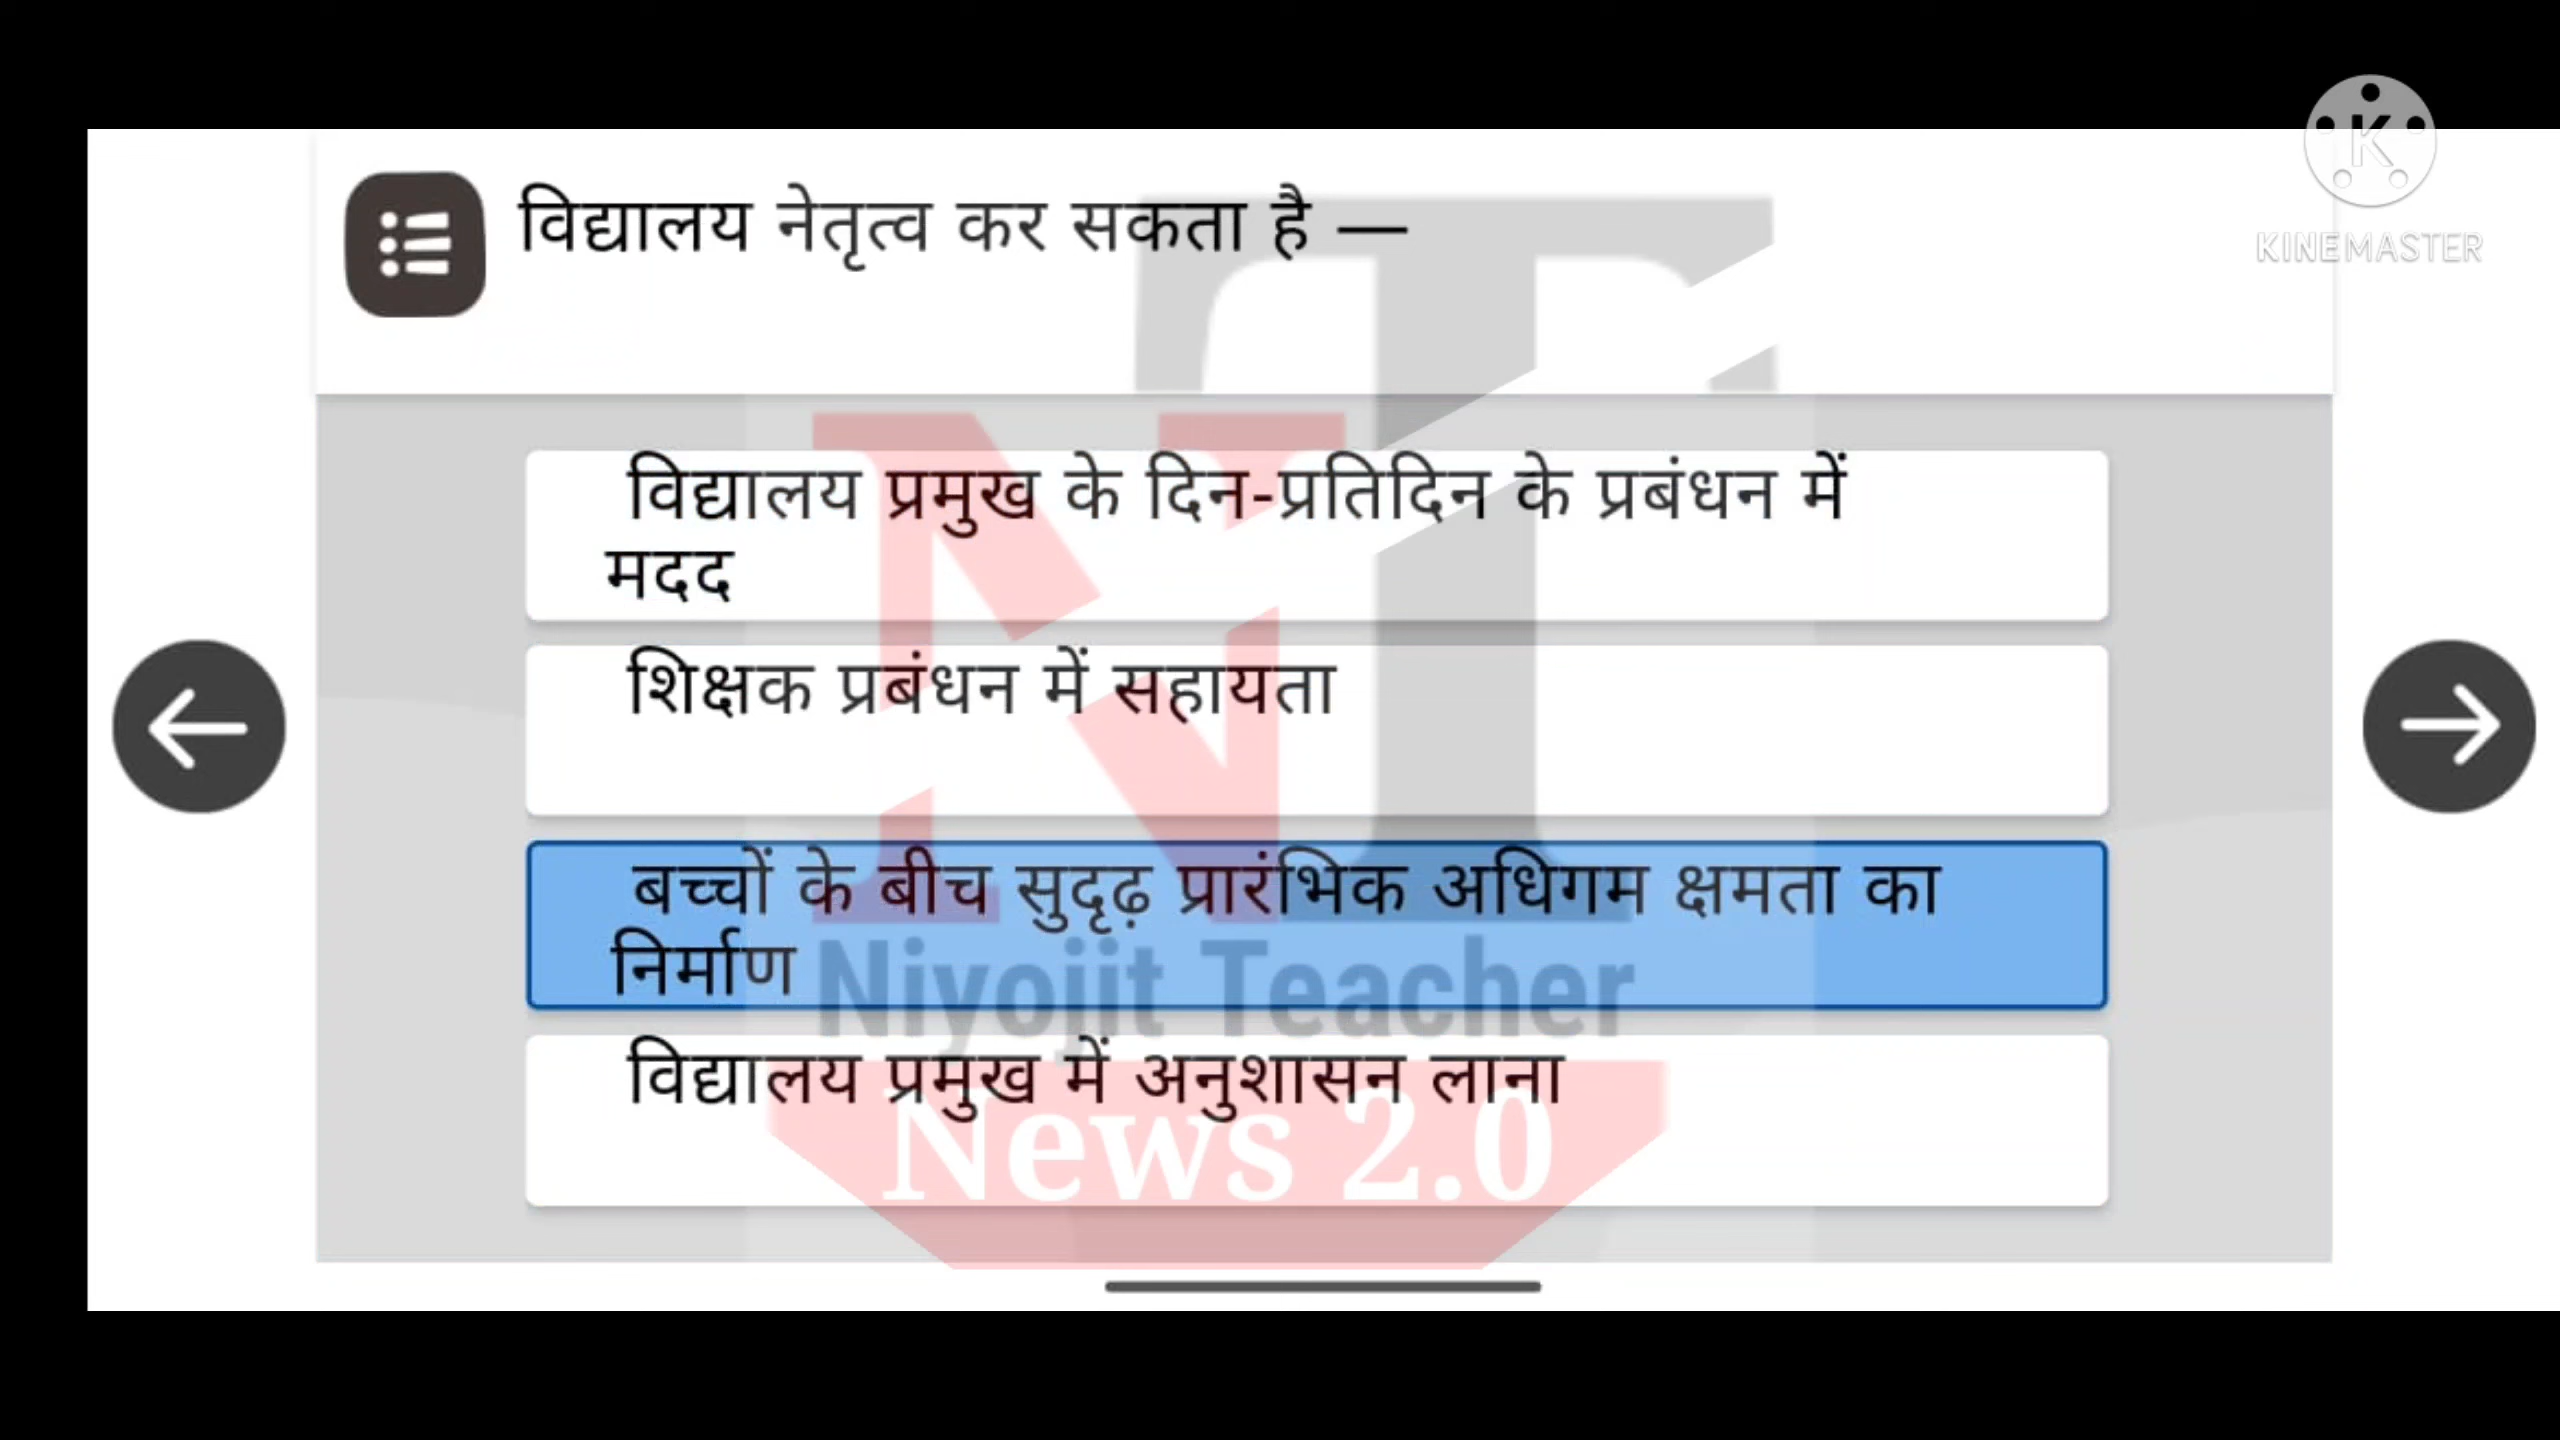 विद्यालय नेतृत्व कर सकता है —
K
KINEMASTER
विद्यालय प्रमुख के दिन-प्रतिदिन के प्रबंधन में
मदद
शिक्षक प्रबंधन में सहायता
बच्चों के बीच सुदृढ़ प्रारंभिक अधिगम क्षमता का
निर्माण
विद्यालय प्रमुख में अनुशासन लाना
NT
Niyojit Teacher
News 2.0